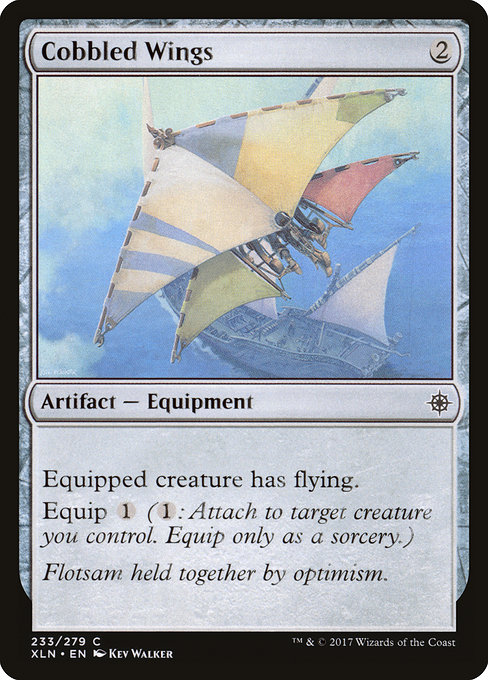 Cobbled Wings 2
Artifact — Equipment
Equipped creature has flying.
Equip 1 (1: Attach to target creature
you control. Equip only as a sorcery.)
Flotsam held together by optimism.
233/279 C
™ & © 2017 Wizards of the Coast
XLN • EN Kev Walker